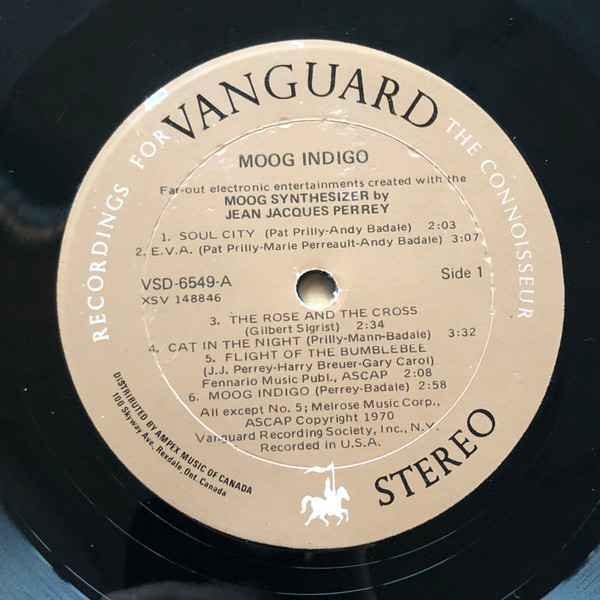 RECORDINGS FOR VANGUARD THE CONNOISSEUR
MOOG INDIGO
Far-out electronic entertainments created with the
MOOG SYNTHESIZER by
JEAN JACQUES PERREY
1. SOUL CITY (Pat Prilly-Andy Badale) 2:03
2. E.V.A. (Pat Prilly-Marie Perreault-Andy Badale) 3:07
VSD-6549-A Side 1
XSV 148846
3. THE ROSE AND THE CROSS
(Gilbert Sigrist) 2:34
4. CAT IN THE NIGHT (Prilly-Mann-Badale) 3:32
5. FLIGHT OF THE BUMBLEBEE
(J.J. Perrey-Harry Breuer-Gary Carol)
Fennario Music Publ., ASCAP 2:08
6. MOOG INDIGO (Perrey-Badale) 2:58
All except No. 5; Melrose Music Corp.,
ASCAP Copyright 1970
Vanguard Recording Society, Inc., N.Y.
Recorded in U.S.A.
DISTRIBUTED BY AMPEX MUSIC OF CANADA
100 Skyway Ave., Rexdale, Ont. Canada
STEREO